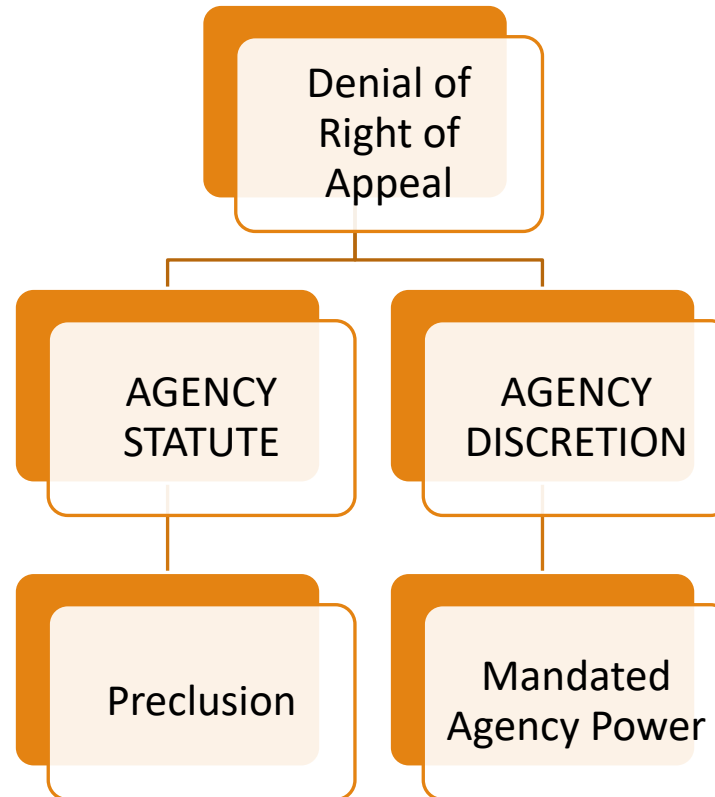 Denial of
Right of
Appeal
AGENCY
STATUTE
AGENCY
DISCRETION
Preclusion
Mandated
Agency Power